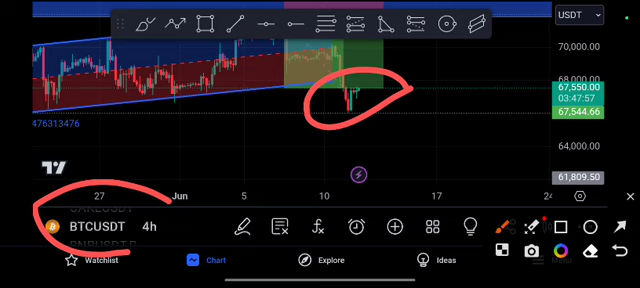 USDT
70,000.00
68,000.00
67,550.00
03:47:57
67,544.66
476313476
64,000.00
61,809.50
27
Jun
5
10
17
24
BTCUSDT 4h
Watchlist
Chart
Explore
Ideas
Menu